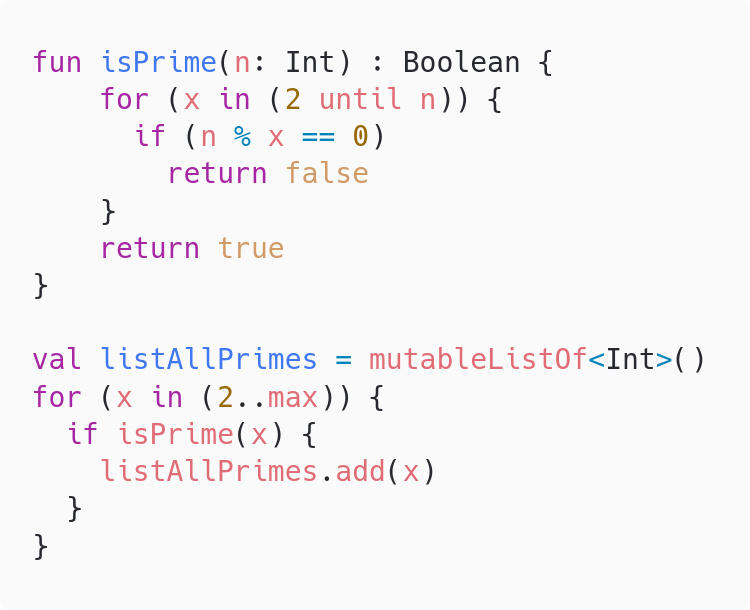 fun isPrime(n: Int) : Boolean {
    for (x in (2 until n)) {
      if (n % x == 0)
        return false
    }
    return true
}

val listAllPrimes = mutableListOf<Int>()
for (x in (2..max)) {
  if isPrime(x) {
    listAllPrimes.add(x)
  }
}